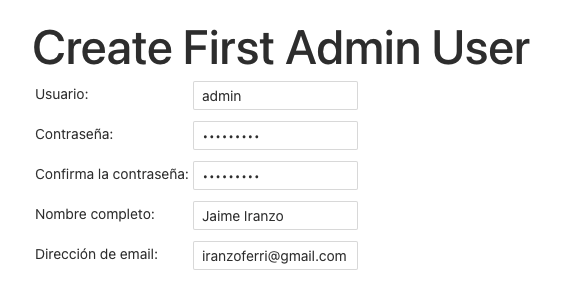 Create First Admin User
Usuario: admin
Contraseña: •••••••••
Confirma la contraseña: •••••••••
Nombre completo: Jaime Iranzo
Dirección de email: iranzoferri@gmail.com